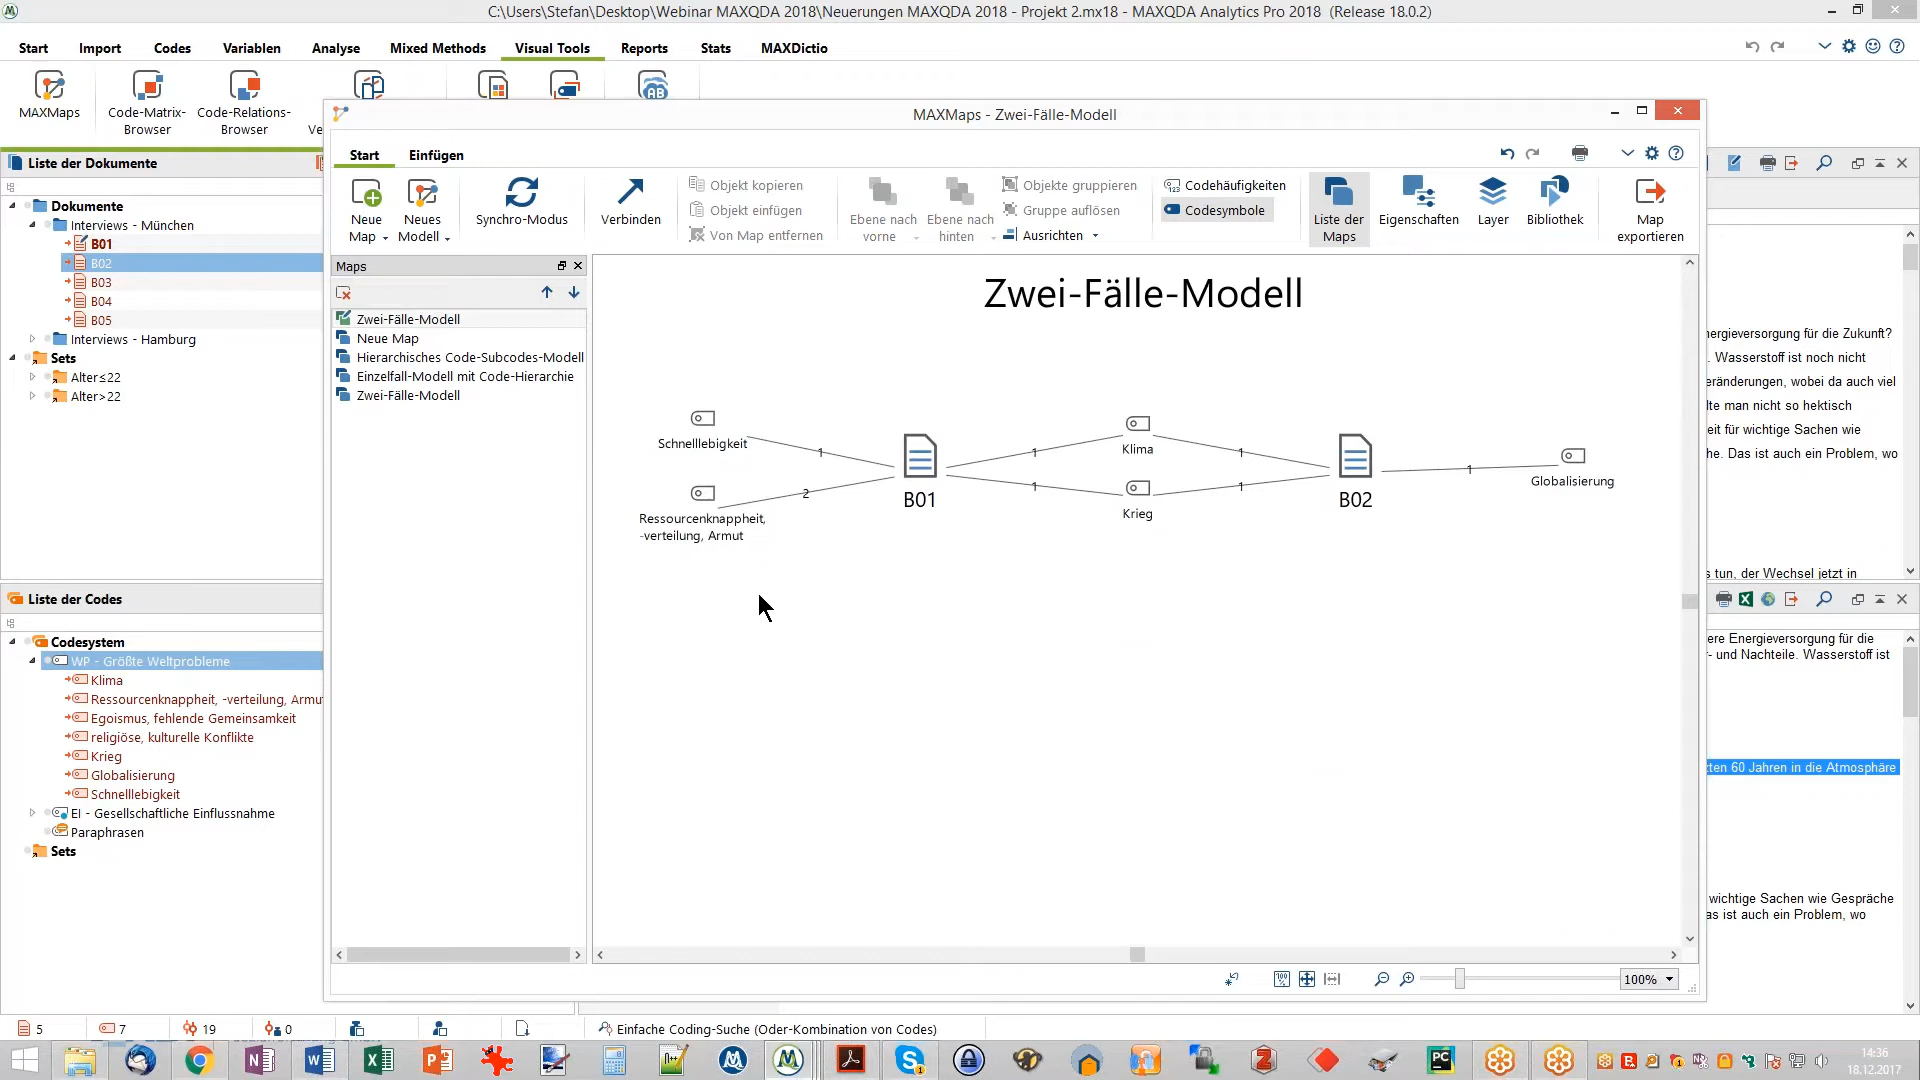 C:\Users\Stefan\Desktop\Webinar MAXQDA 2018\Neuerungen MAXQDA 2018 - Projekt 2.mx18 - MAXQDA Analytics Pro 2018 (Release 18.0.2)
Start Import Codes Variablen Analyse Mixed Methods Visual Tools Reports Stats MAXDictio
MAXMaps
Code-Matrix-
Browser
Code-Relations-
Browser
MAXMaps - Zwei-Fälle-Modell
Start Einfügen
Neue
Map
Neues
Modell
Synchro-Modus
Verbinden
Objekt kopieren
Objekt einfügen
Von Map entfernen
Ebene nach
vorne
Ebene nach
hinten
Objekte gruppieren
Gruppe auflösen
Ausrichten
123
Codehäufigkeiten
Codesymbole
Liste der
Maps
Eigenschaften
Layer
Bibliothek
Map
exportieren
Liste der Dokumente
Dokumente
Interviews - München
B01
B02
B03
B04
B05
Interviews - Hamburg
Sets
Alter≤22
Alter>22
Maps
Zwei-Fälle-Modell
Neue Map
Hierarchisches Code-Subcodes-Modell
Einzelfall-Modell mit Code-Hierarchie
Zwei-Fälle-Modell
Zwei-Fälle-Modell
Schnelllebigkeit
Ressourcenknappheit,
-verteilung, Armut
1
2
B01
1
1
Klima
Krieg
1
1
B02
1
Globalisierung
100%
nergieversorgung für die Zukunft?
. Wasserstoff ist noch nicht
eränderungen, wobei da auch viel
lte man nicht so hektisch
eit für wichtige Sachen wie
he. Das ist auch ein Problem, wo
s tun, der Wechsel jetzt in
Liste der Codes
Codesystem
WP - Größte Weltprobleme
Klima
Ressourcenknappheit, -verteilung, Armu
Egoismus, fehlende Gemeinsamkeit
religiöse, kulturelle Konflikte
Krieg
Globalisierung
Schnelllebigkeit
EI - Gesellschaftliche Einflussnahme
Paraphrasen
Sets
ere Energieversorgung für die
- und Nachteile. Wasserstoff ist
ten 60 Jahren in die Atmosphäre
wichtige Sachen wie Gespräche
as ist auch ein Problem, wo
5 7 19 0 Einfache Coding-Suche (Oder-Kombination von Codes)
14:36
18.12.2017